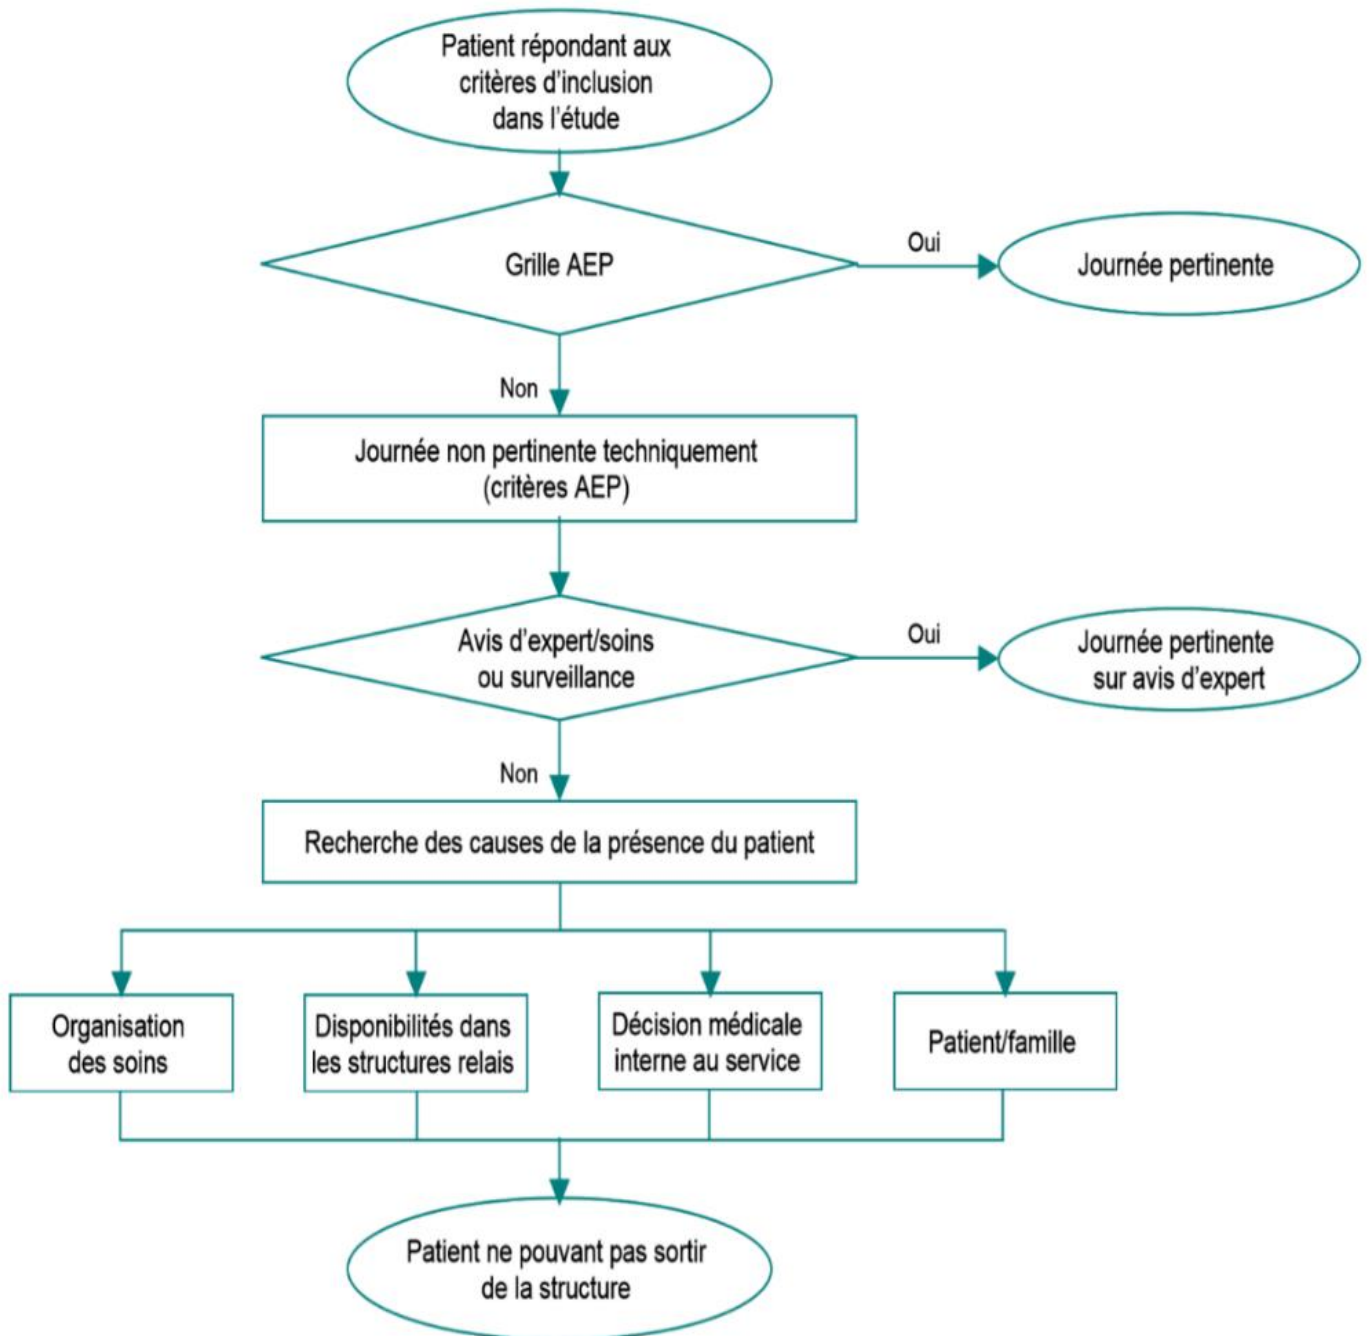 Patient répondant aux
critères d'inclusion
dans l'étude
Grille AEP
Oui
Journée pertinente
Non
Journée non pertinente techniquement
(critères AEP)
Avis d'expert/soins
ou surveillance
Oui
Journée pertinente
sur avis d'expert
Non
Recherche des causes de la présence du patient
Organisation
des soins
Disponibilités dans
les structures relais
Décision médicale
interne au service
Patient/famille
Patient ne pouvant pas sortir
de la structure